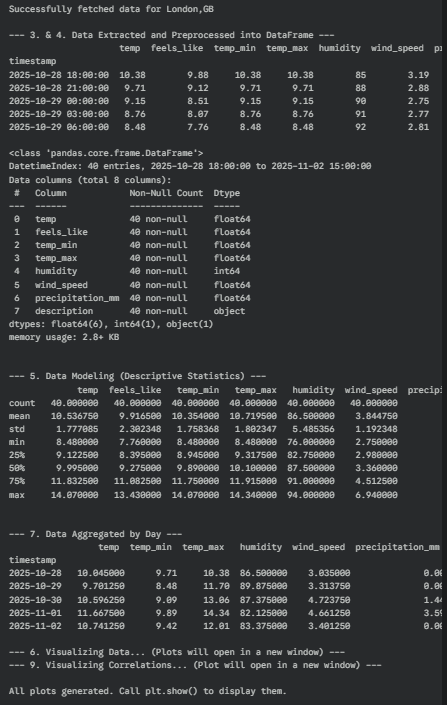 Successfully fetched data for London,GB
--- 3. & 4. Data Extracted and Preprocessed into DataFrame ---
temp feels_like temp_min temp_max humidity wind_speed
timestamp
2025-10-28 18:00:00 10.38 9.88 10.38 10.38 85 3.19
2025-10-28 21:00:00 9.71 9.12 9.71 9.71 88 2.88
2025-10-29 00:00:00 9.15 8.51 9.15 9.15 90 2.75
2025-10-29 03:00:00 8.76 8.07 8.76 8.76 91 2.77
2025-10-29 06:00:00 8.48 7.76 8.48 8.48 92 2.81
<class 'pandas.core.frame.DataFrame'>
DatetimeIndex: 40 entries, 2025-10-28 18:00:00 to 2025-11-02 15:00:00
Data columns (total 8 columns):
# Column Non-Null Count Dtype
--- ------ -------------- -----
0 temp 40 non-null float64
1 feels_like 40 non-null float64
2 temp_min 40 non-null float64
3 temp_max 40 non-null float64
4 humidity 40 non-null int64
5 wind_speed 40 non-null float64
6 precipitation_mm 40 non-null float64
7 description 40 non-null object
dtypes: float64(6), int64(1), object(1)
memory usage: 2.8+ KB
--- 5. Data Modeling (Descriptive Statistics) ---
temp feels_like temp_min temp_max humidity wind_speed precipi
count 40.000000 40.000000 40.000000 40.000000 40.000000 40.000000
mean 10.536750 9.916500 10.354000 10.719500 86.500000 3.844750
std 1.777085 2.302348 1.758368 1.802347 5.485356 1.192348
min 8.480000 7.760000 8.480000 8.480000 76.000000 2.750000
25% 9.122500 8.395000 8.945000 9.317500 82.750000 2.980000
50% 9.995000 9.275000 9.890000 10.100000 87.500000 3.360000
75% 11.832500 11.082500 11.750000 11.915000 91.000000 4.512500
max 14.070000 13.430000 14.070000 14.340000 94.000000 6.940000
--- 7. Data Aggregated by Day ---
temp temp_min temp_max humidity wind_speed precipitation_mm
timestamp
2025-10-28 10.045000 9.71 10.38 86.500000 3.035000 0.00
2025-10-29 9.701250 8.48 11.70 89.875000 3.313750 0.00
2025-10-30 10.596250 9.09 13.06 87.375000 4.723750 1.44
2025-11-01 11.667500 9.89 14.34 82.125000 4.661250 3.59
2025-11-02 10.741250 9.42 12.01 83.375000 3.401250 0.00
--- 6. Visualizing Data... (Plots will open in a new window) ---
--- 9. Visualizing Correlations... (Plot will open in a new window) ---
All plots generated. Call plt.show() to display them.